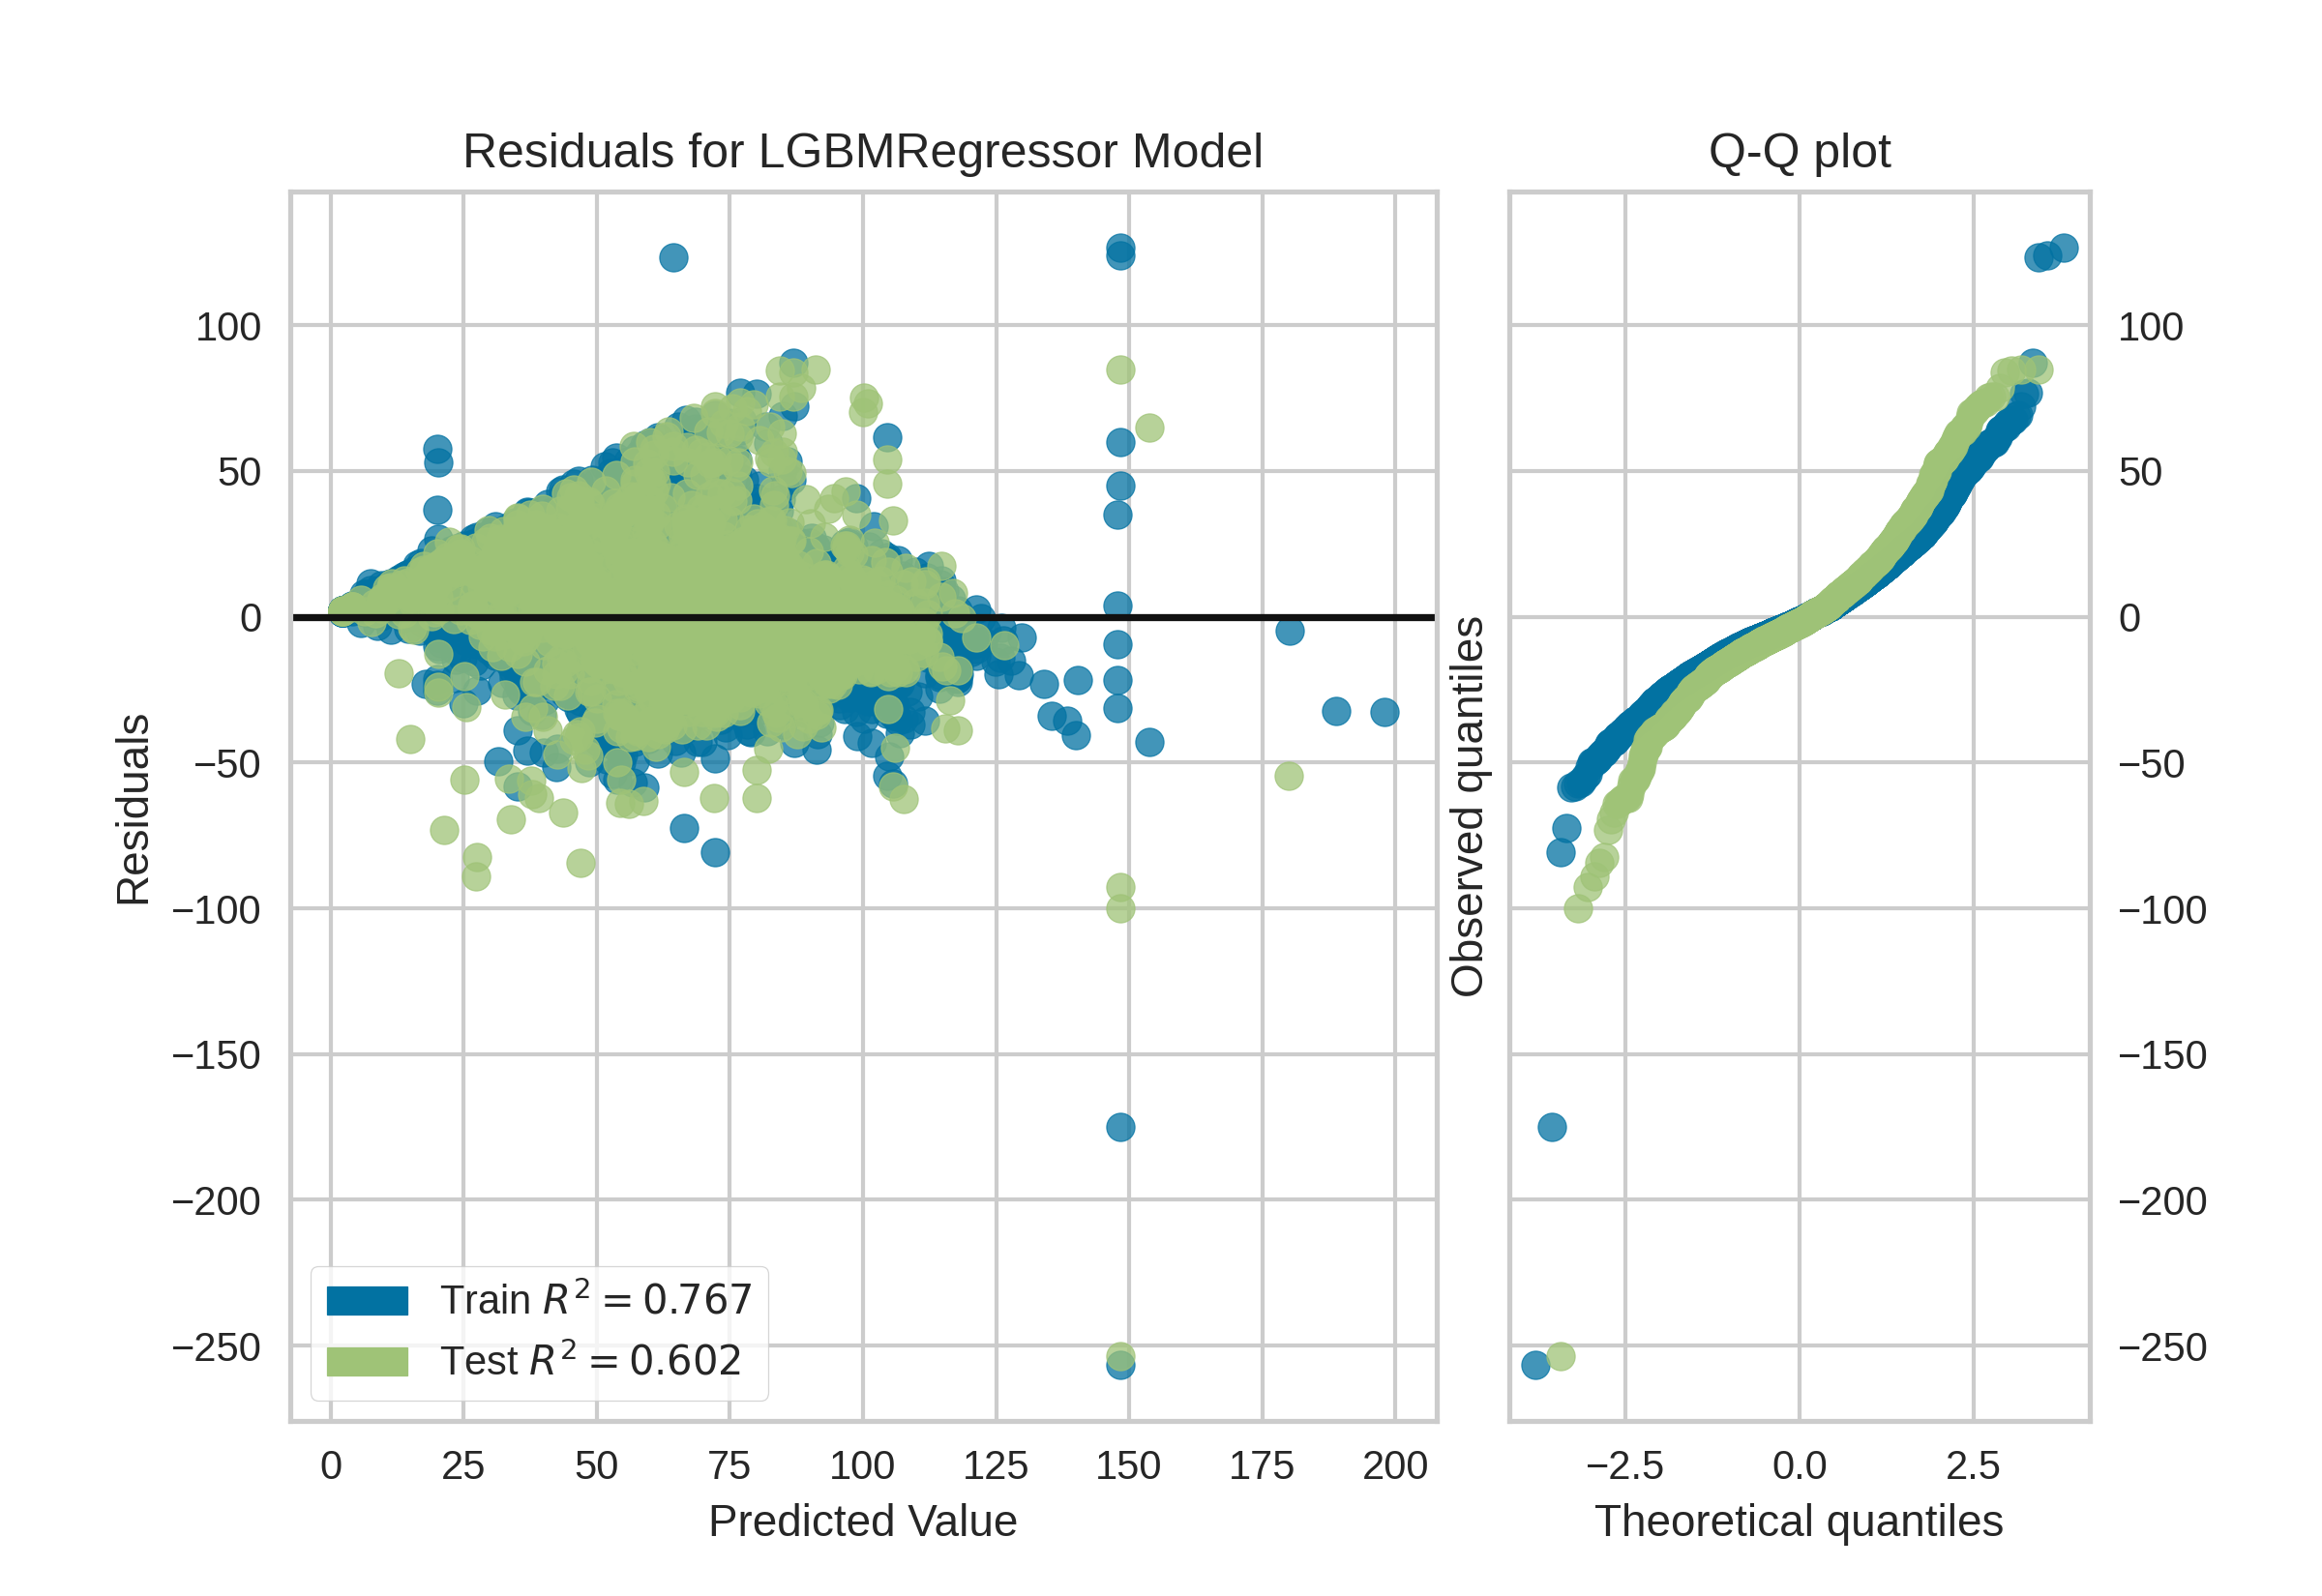 Residuals for LGBMRegressor Model
Residuals
100
50
0
−50
−100
−150
−200
−250
Train R² = 0.767
Test R² = 0.602
0 25 50 75 100 125 150 175 200
Predicted Value
Q-Q plot
Observed quantiles
100
50
0
−50
−100
−150
−200
−250
−2.5 0.0 2.5
Theoretical quantiles